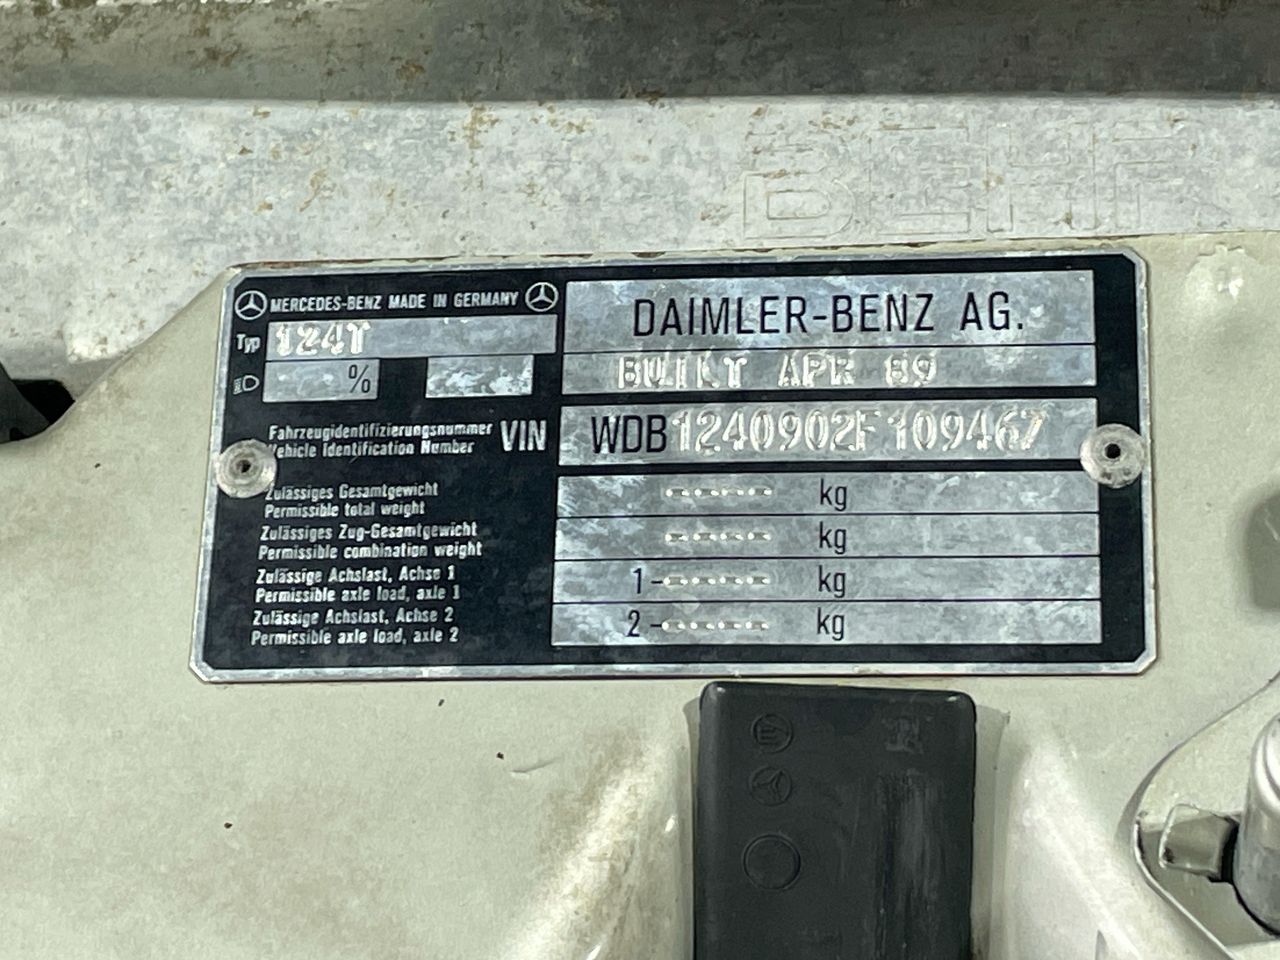 BEHR
MERCEDES-BENZ MADE IN GERMANY
DAIMLER-BENZ AG.
Typ 124T
BUILT APR 89
%
Fahrzeugidentifizierungsnummer
Vehicle Identification Number
VIN WDB1240902F109467
Zulässiges Gesamtgewicht
Permissible total weight
------- kg
Zulässiges Zug-Gesamtgewicht
Permissible combination weight
------- kg
Zulässige Achslast, Achse 1
Permissible axle load, axle 1
1-------- kg
Zulässige Achslast, Achse 2
Permissible axle load, axle 2
2-------- kg